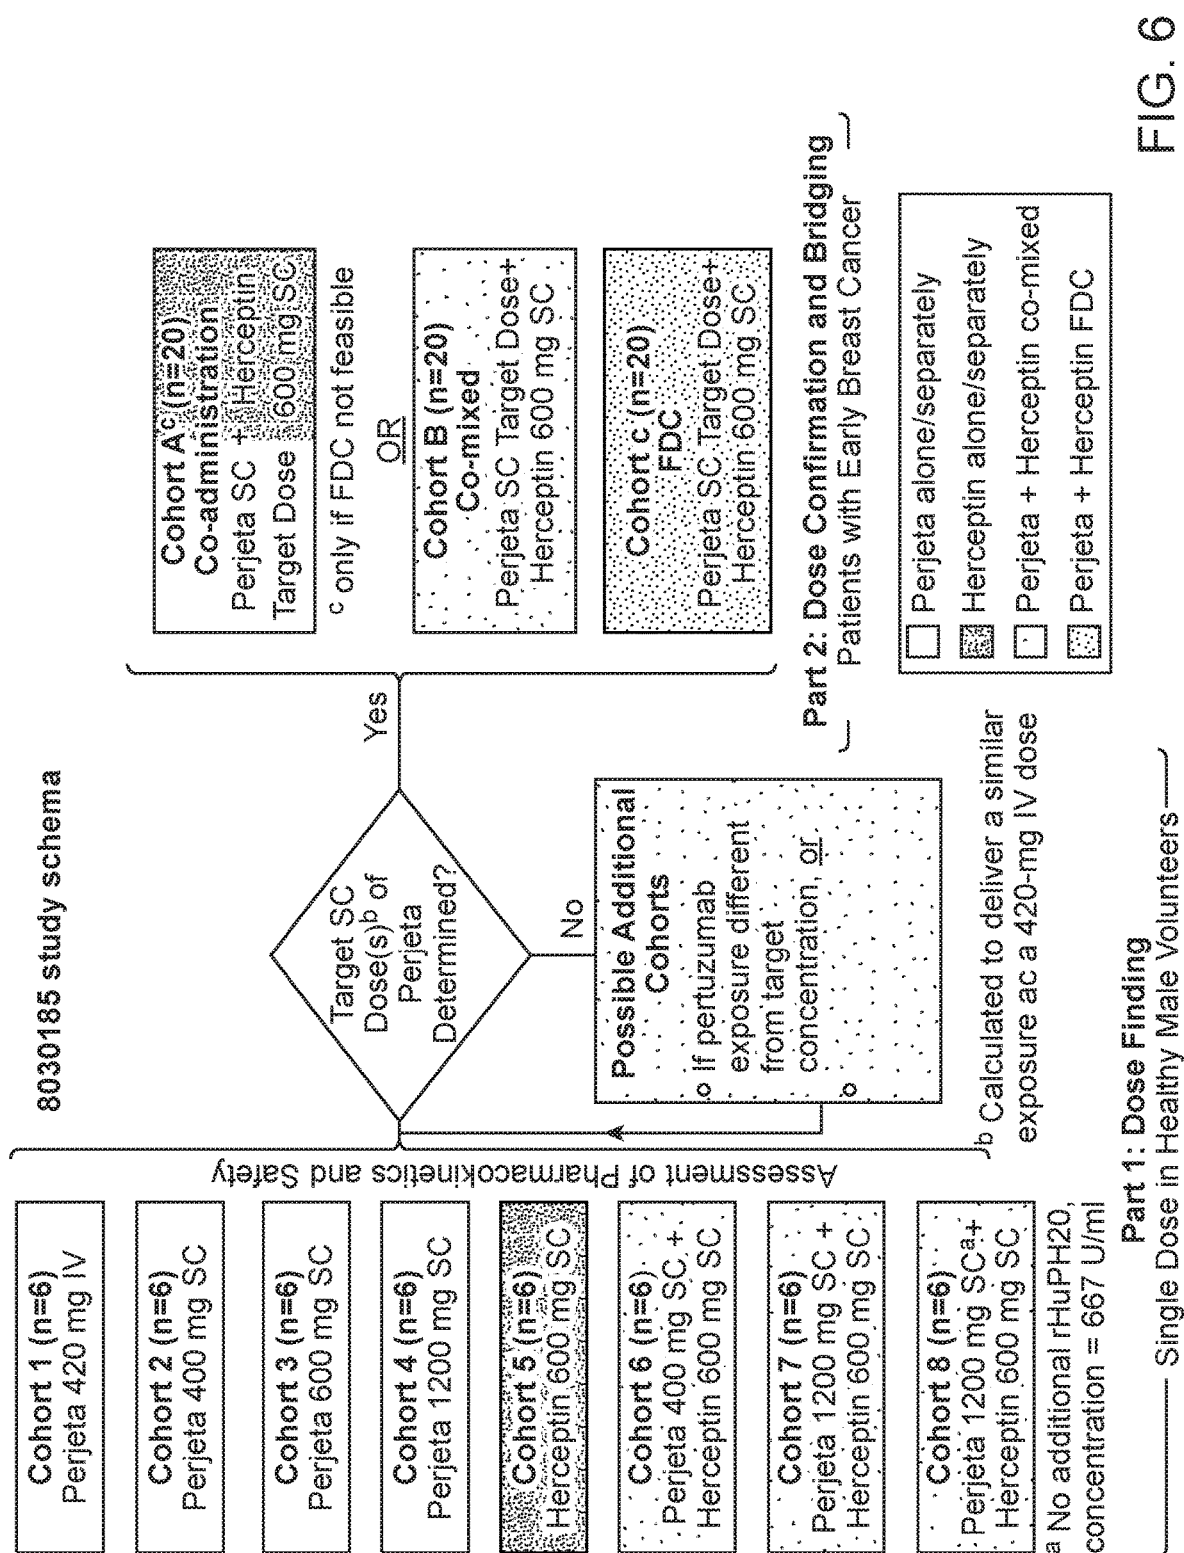 8030185 study schema
Cohort 1 (n=6)
Perjeta 420 mg IV
Cohort 2 (n=6)
Perjeta 400 mg SC
Cohort 3 (n=6)
Perjeta 600 mg SC
Cohort 4 (n=6)
Perjeta 1200 mg SC
Cohort 5 (n=6)
Herceptin 600 mg SC
Cohort 6 (n=6)
Perjeta 400 mg SC +
Herceptin 600 mg SC
Cohort 7 (n=6)
Perjeta 1200 mg SC +
Herceptin 600 mg SC
Cohort 8 (n=6)
Perjeta 1200 mg SCª+
Herceptin 600 mg SC
ª No additional rHuPH20,
concentration = 667 U/ml
Assessment of Pharmacokinetics and Safety
Target SC
Dose(s)ᵇ of
Perjeta
Determined?
Yes
No
Possible Additional
Cohorts
o If pertuzumab
exposure different
from target
concentration, or
o
ᵇ Calculated to deliver a similar
exposure ac a 420-mg IV dose
Part 1: Dose Finding
Single Dose in Healthy Male Volunteers
Cohort Aᶜ (n=20)
Co-administration
Perjeta SC + Herceptin
Target Dose 600 mg SC
ᶜ only if FDC not feasible
OR
Cohort B (n=20)
Co-mixed
Perjeta SC Target Dose+
Herceptin 600 mg SC
Cohort c (n=20)
FDC
Perjeta SC Target Dose+
Herceptin 600 mg SC
Part 2: Dose Confirmation and Bridging
Patients with Early Breast Cancer
Perjeta alone/separately
Herceptin alone/separately
Perjeta + Herceptin co-mixed
Perjeta + Herceptin FDC
FIG. 6